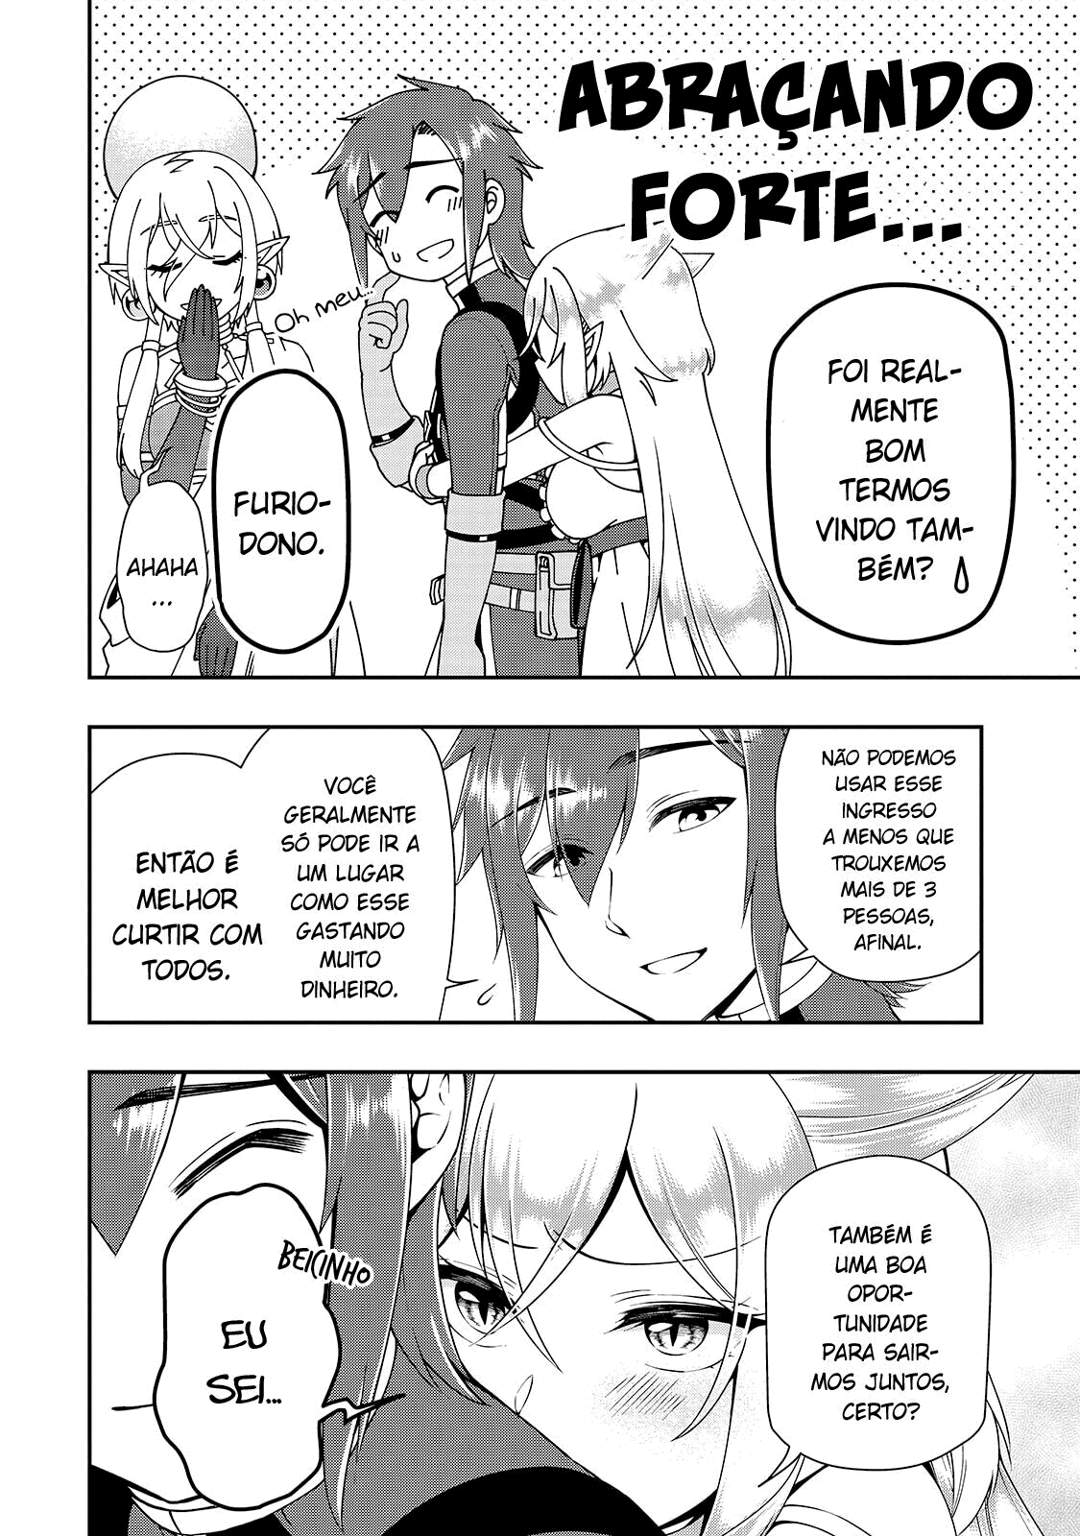 ABRAÇANDO
FORTE...
FOI REAL-
MENTE
BOM
TERMOS
VINDO TAM-
BÉM?
Oh meu...
FURIO-
DONO.
AHAHA
...
NÃO PODEMOS
USAR ESSE
INGRESSO
A MENOS QUE
TROUXEMOS
MAIS DE 3
PESSOAS,
AFINAL.
VOCÊ
GERALMENTE
SÓ PODE IR A
UM LUGAR
COMO ESSE
GASTANDO
MUITO
DINHEIRO.
ENTÃO É
MELHOR
CURTIR COM
TODOS.
TAMBÉM É
UMA BOA
OPOR-
TUNIDADE
PARA SAIR-
MOS JUNTOS,
CERTO?
BEICINHO
EU
SEI...